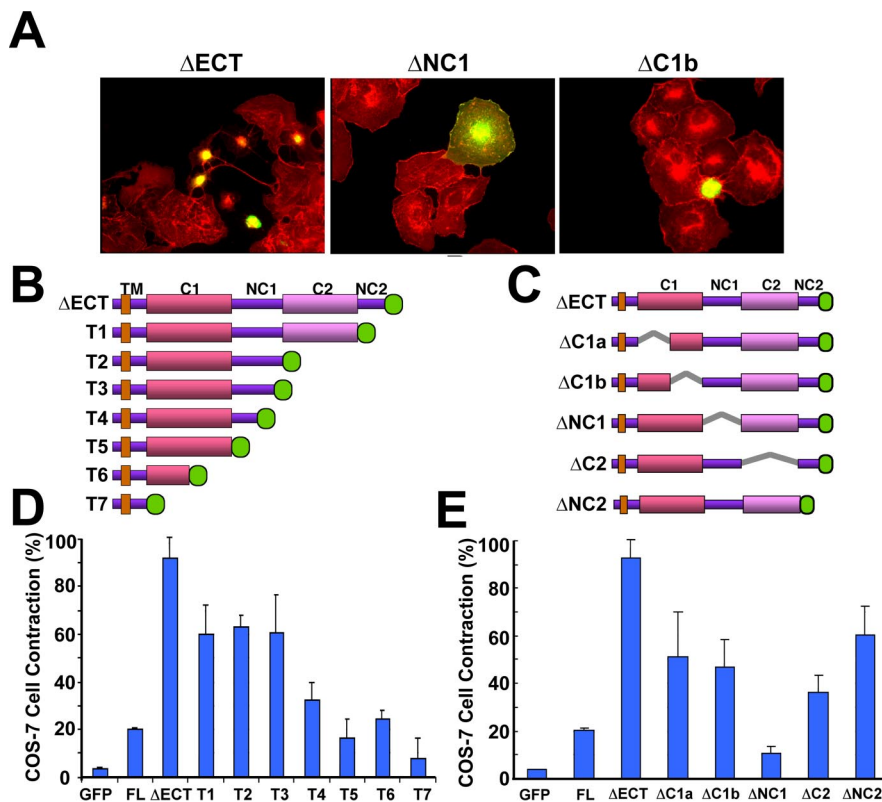 A
ΔECT ΔNC1 ΔC1b
B
TM C1 NC1 C2 NC2
ΔECT
T1
T2
T3
T4
T5
T6
T7
C
C1 NC1 C2 NC2
ΔECT
ΔC1a
ΔC1b
ΔNC1
ΔC2
ΔNC2
D
COS-7 Cell Contraction (%)
100
80
60
40
20
0
GFP FL ΔECT T1 T2 T3 T4 T5 T6 T7
E
COS-7 Cell Contraction (%)
100
80
60
40
20
0
GFP FL ΔECT ΔC1a ΔC1b ΔNC1 ΔC2 ΔNC2